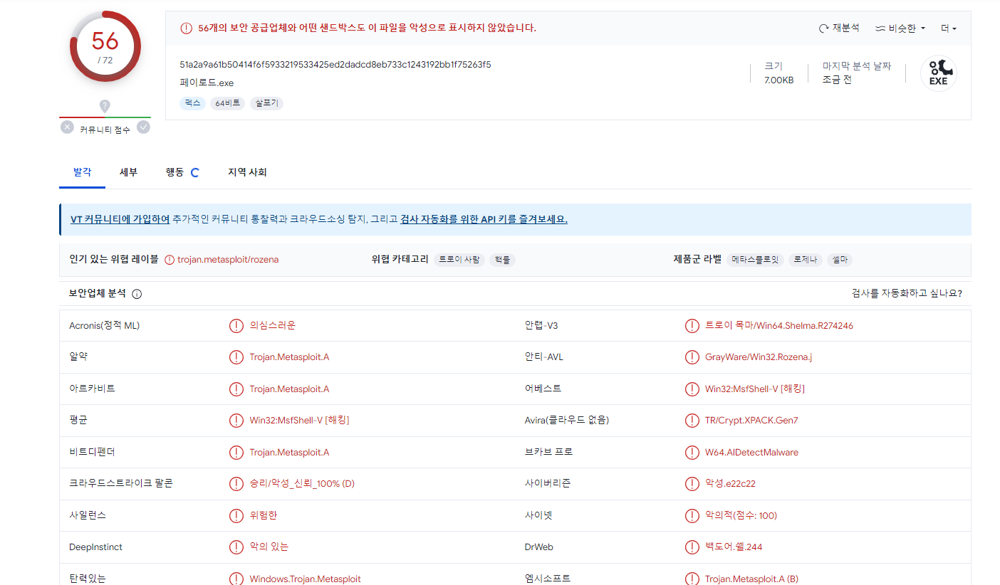 56
/ 72
커뮤니티 점수
56개의 보안 공급업체와 어떤 샌드박스도 이 파일을 악성으로 표시하지 않았습니다.
재분석 비슷한 더
51a2a9a61b50414f6f5933219533425ed2dadcd8eb733c1243192bb1f75263f5
페이로드.exe
펙스 64비트 살포기
크기
7.00KB
마지막 분석 날짜
조금 전
EXE
발각 세부 행동 지역 사회
VT 커뮤니티에 가입하여 추가적인 커뮤니티 통찰력과 크라우드소싱 탐지, 그리고 검사 자동화를 위한 API 키를 즐겨보세요.
인기 있는 위협 레이블 trojan.metasploit/rozena 위협 카테고리 트로이 사람 핵툴 제품군 라벨 메타스플로잇 로제나 셀마
보안업체 분석 검사를 자동화하고 싶나요?
Acronis(정적 ML) 의심스러운 안랩-V3 트로이 목마/Win64.Shelma.R274246
알약 Trojan.Metasploit.A 안티-AVL GrayWare/Win32.Rozena.j
아르카비트 Trojan.Metasploit.A 어베스트 Win32:MsfShell-V [해킹]
평균 Win32:MsfShell-V [해킹] Avira(클라우드 없음) TR/Crypt.XPACK.Gen7
비트디펜더 Trojan.Metasploit.A 브카브 프로 W64.AIDetectMalware
크라우드스트라이크 팔콘 승리/악성_신뢰_100% (D) 사이버리즌 악성.e22c22
사일런스 위험한 사이넷 악의적(점수: 100)
DeepInstinct 악의 있는 DrWeb 백도어.쉘.244
탄력있는 Windows.Trojan.Metasploit 엠시소프트 Trojan.Metasploit.A (B)